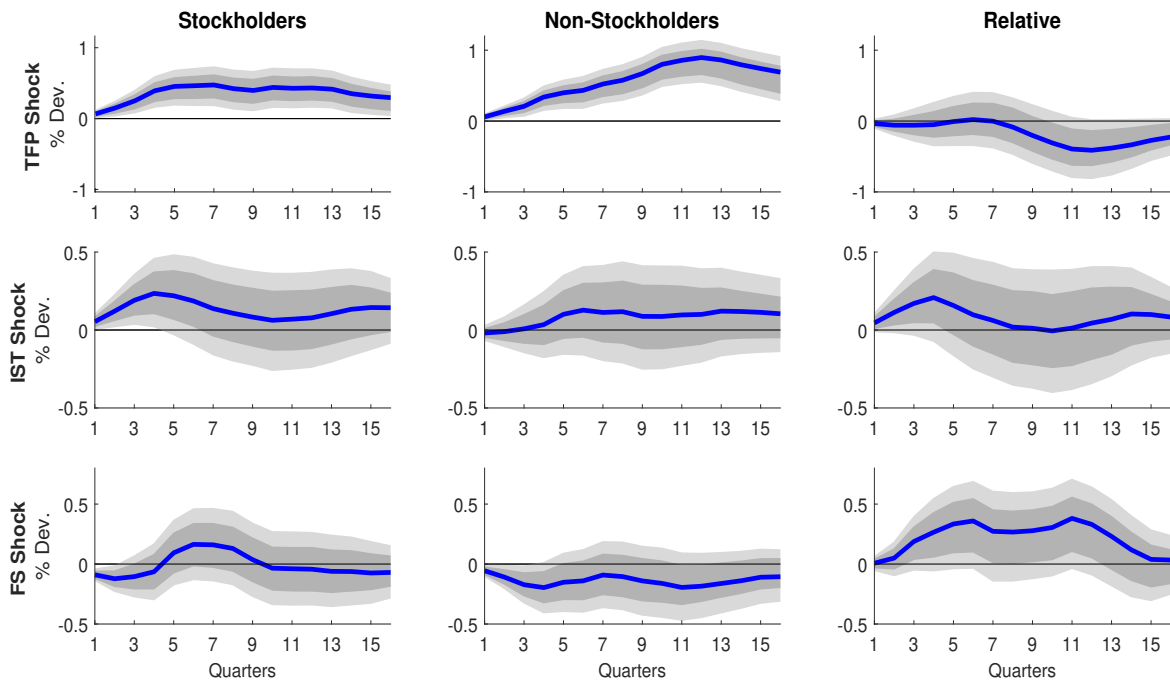 Stockholders Non-Stockholders Relative
TFP Shock
% Dev.
1 0 -1
1 3 5 7 9 11 13 15
1 0 -1
1 3 5 7 9 11 13 15
1 0 -1
1 3 5 7 9 11 13 15
IST Shock
% Dev.
0.5 0 -0.5
1 3 5 7 9 11 13 15
0.5 0 -0.5
1 3 5 7 9 11 13 15
0.5 0 -0.5
1 3 5 7 9 11 13 15
FS Shock
% Dev.
0.5 0 -0.5
1 3 5 7 9 11 13 15
Quarters
0.5 0 -0.5
1 3 5 7 9 11 13 15
Quarters
0.5 0 -0.5
1 3 5 7 9 11 13 15
Quarters